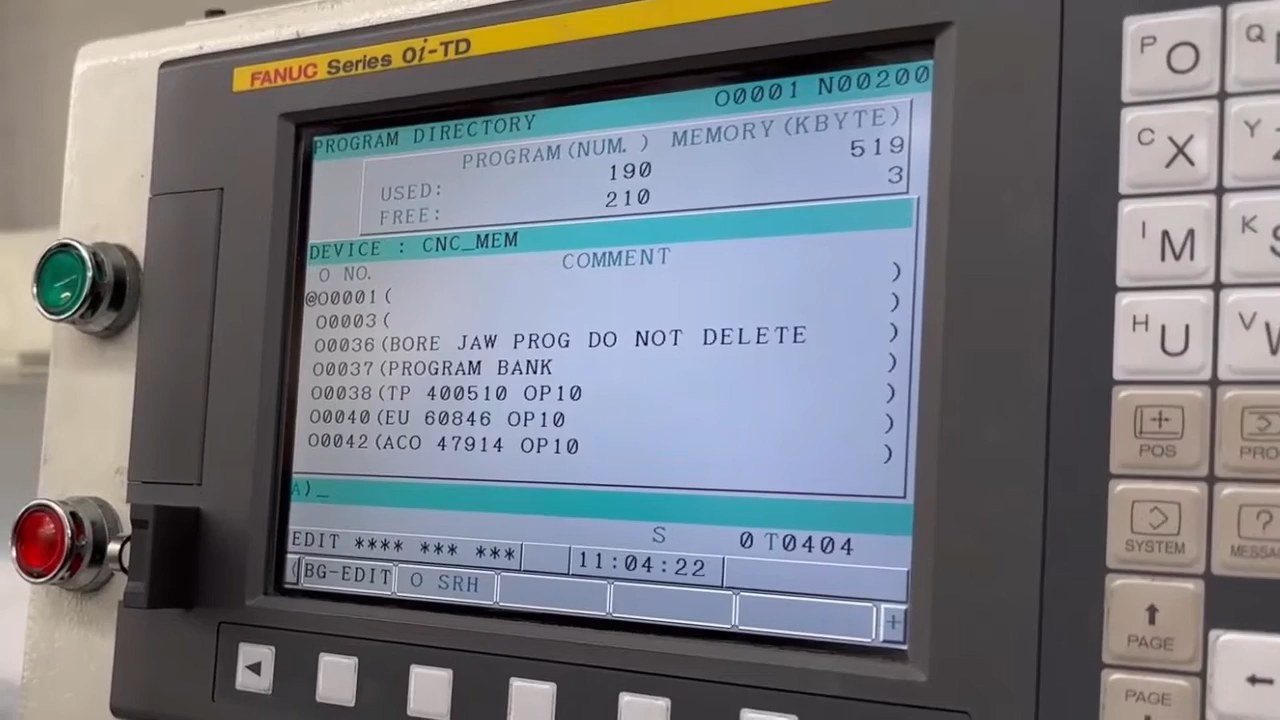 FANUC Series 0i-TD
PROGRAM DIRECTORY O0001 N00200
PROGRAM(NUM.) MEMORY(KBYTE)
USED: 190 519
FREE: 210 3
DEVICE : CNC_MEM
O NO. COMMENT
@O0001( )
O0003( )
O0036(BORE JAW PROG DO NOT DELETE )
O0037(PROGRAM BANK )
O0038(TP 400510 OP10 )
O0040(EU 60846 OP10 )
O0042(ACO 47914 OP10 )
A)_
S 0 T0404
EDIT **** *** *** 11:04:22
( BG-EDIT O SRH +
P O
Q
C X
Y
I M
K S
H U
V
POS
SYSTEM
PAGE
PAGE